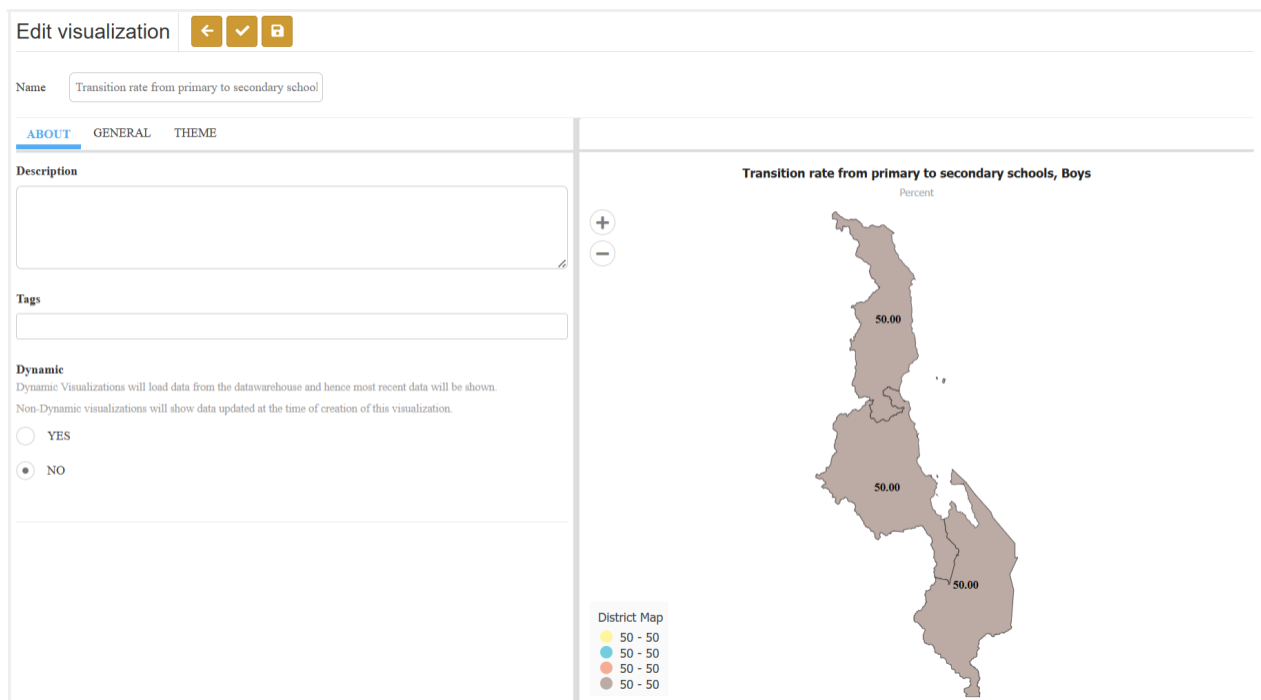 Edit visualization
Name
Transition rate from primary to secondary school
ABOUT GENERAL THEME
Description
Tags
Dynamic
Dynamic Visualizations will load data from the datawarehouse and hence most recent data will be shown.
Non-Dynamic visualizations will show data updated at the time of creation of this visualization.
YES
NO
Transition rate from primary to secondary schools, Boys
Percent
50.00
50.00
50.00
District Map
50 - 50
50 - 50
50 - 50
50 - 50